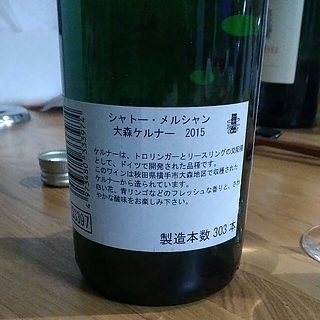 シャトー・メルシャン
大森ケルナー 2015
ケルナーは、トロリンガーとリースリングの交配種
として、ドイツで開発された品種です。
このワインは秋田県横手市大森地区で収穫された
ケルナーから造られています。
白い花、青リンゴなどのフレッシュな香りと、さわ
やかな酸味をお楽しみ下さい。
製造本数 303 本